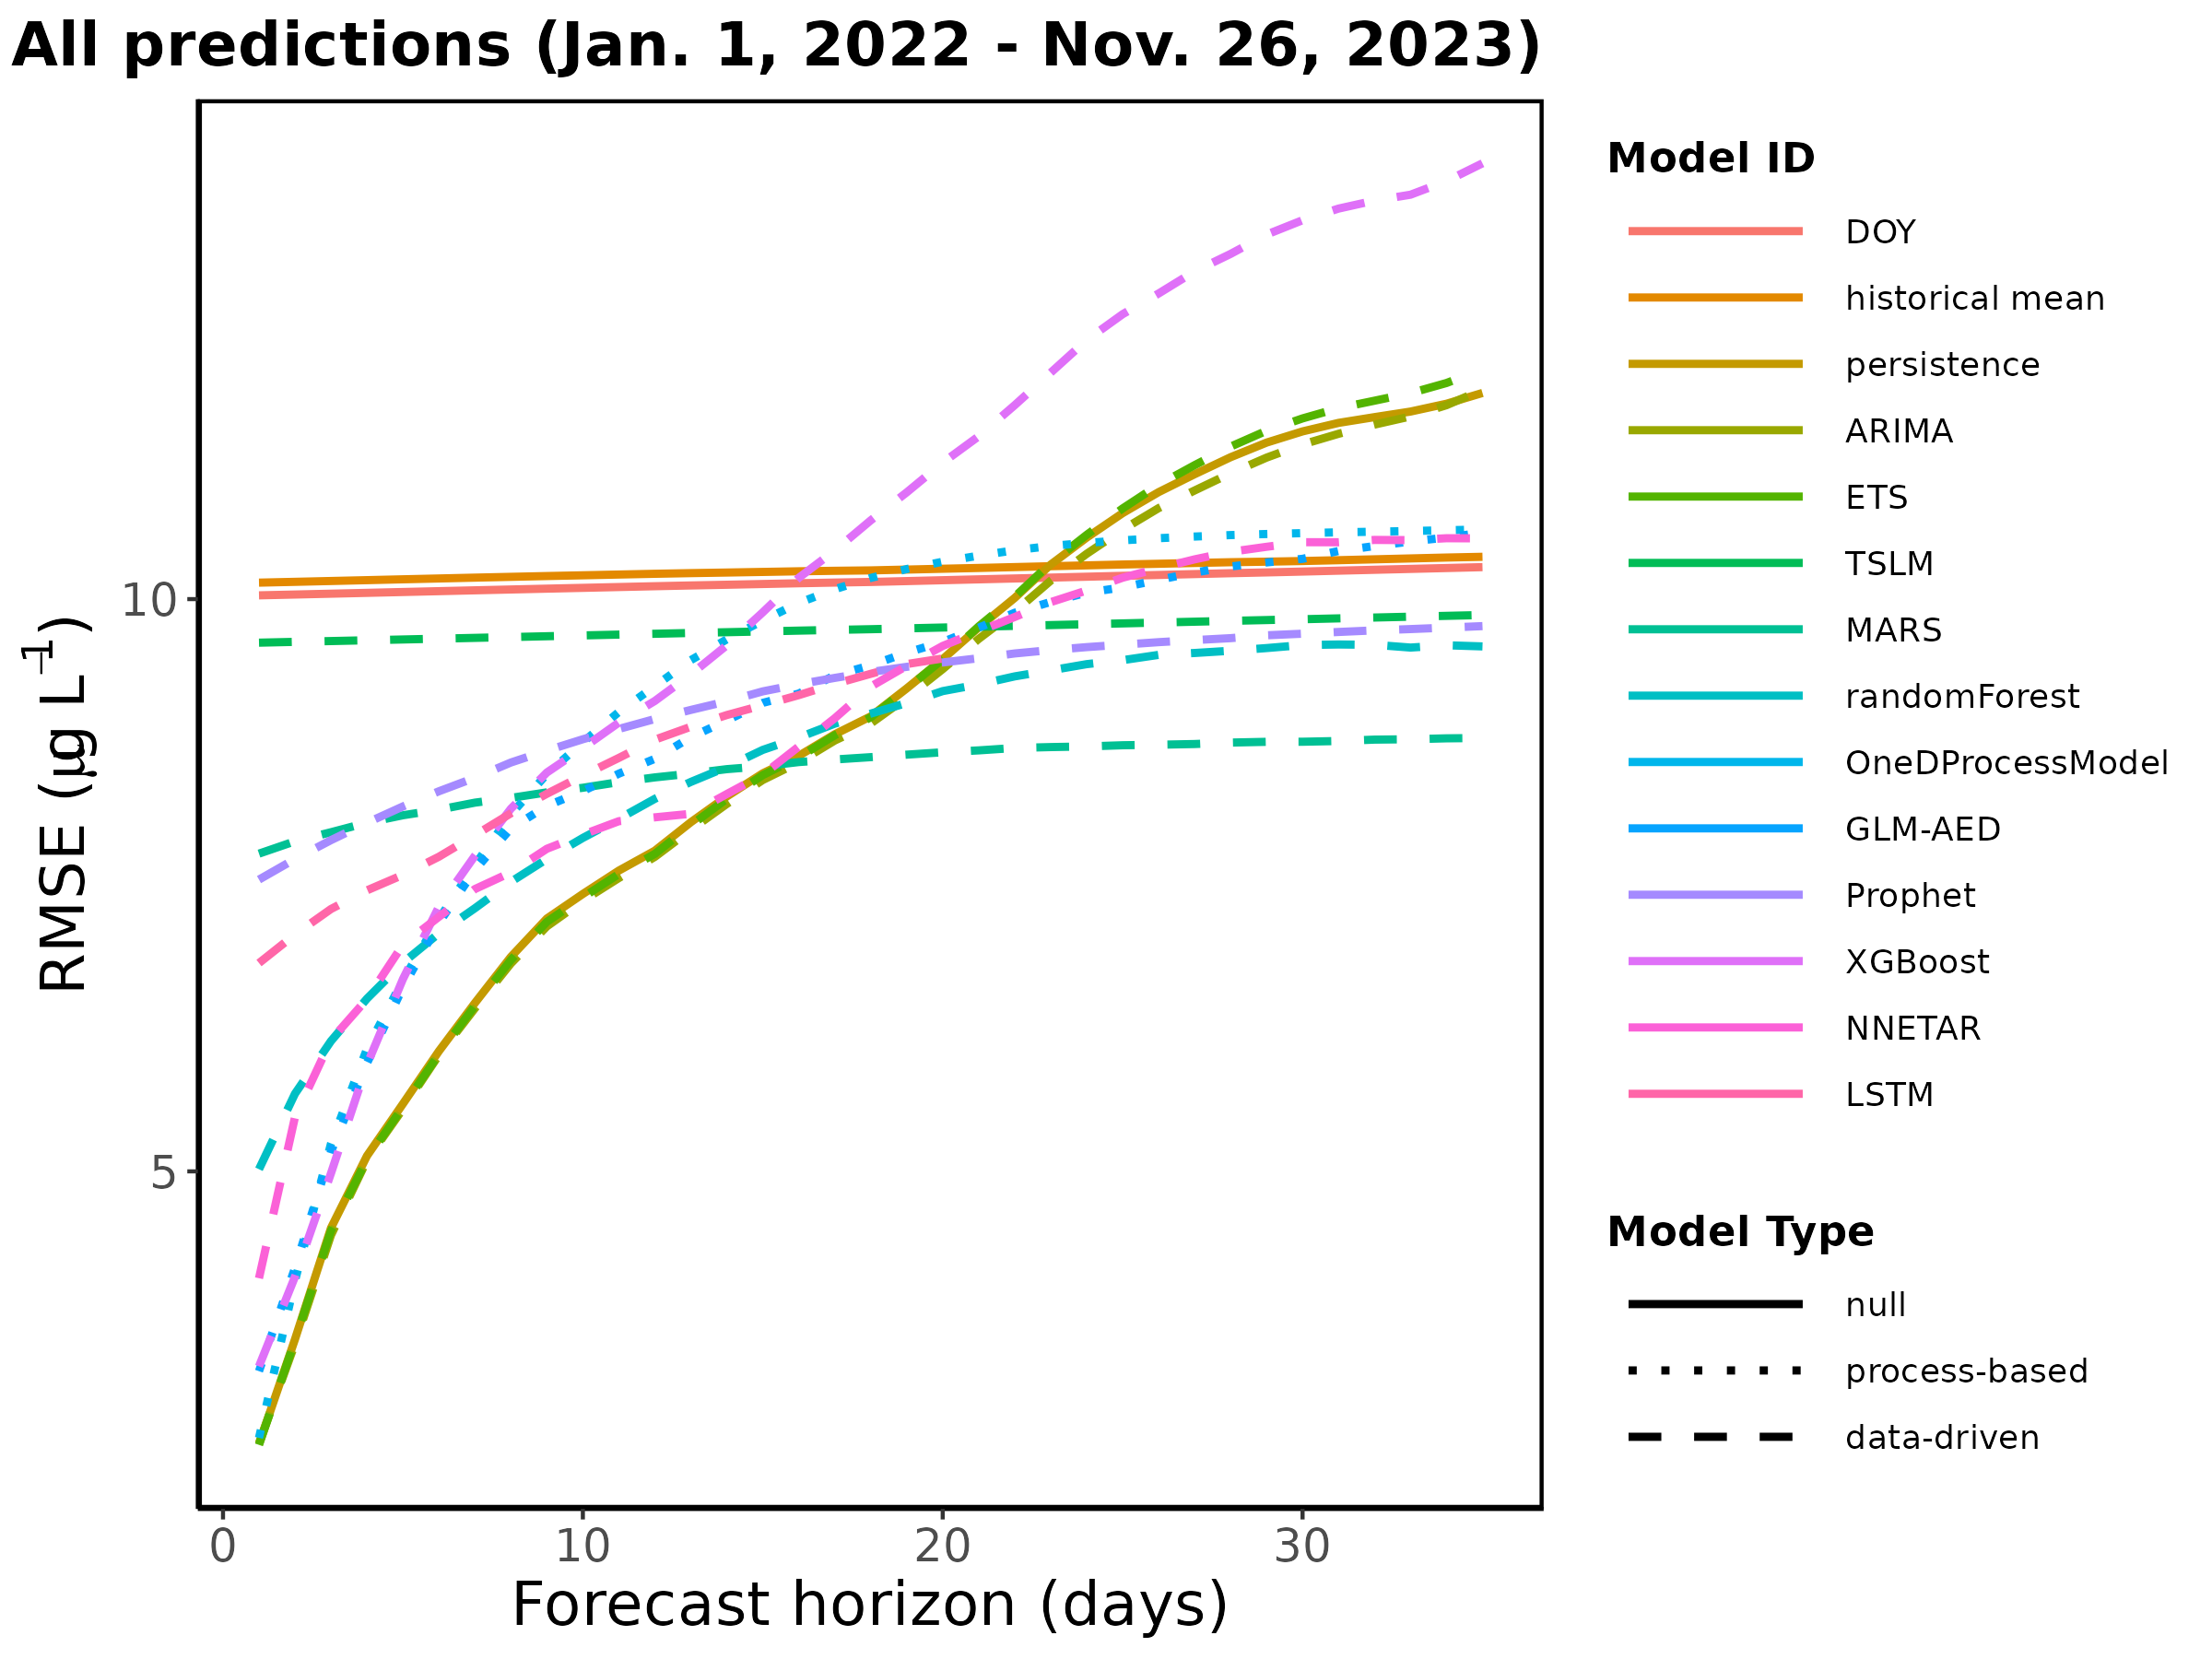 All predictions (Jan. 1, 2022 - Nov. 26, 2023)
RMSE (µg L⁻¹)
10
5
0
10
20
30
Forecast horizon (days)
Model ID
DOY
historical mean
persistence
ARIMA
ETS
TSLM
MARS
randomForest
OneDProcessModel
GLM-AED
Prophet
XGBoost
NNETAR
LSTM
Model Type
null
process-based
data-driven